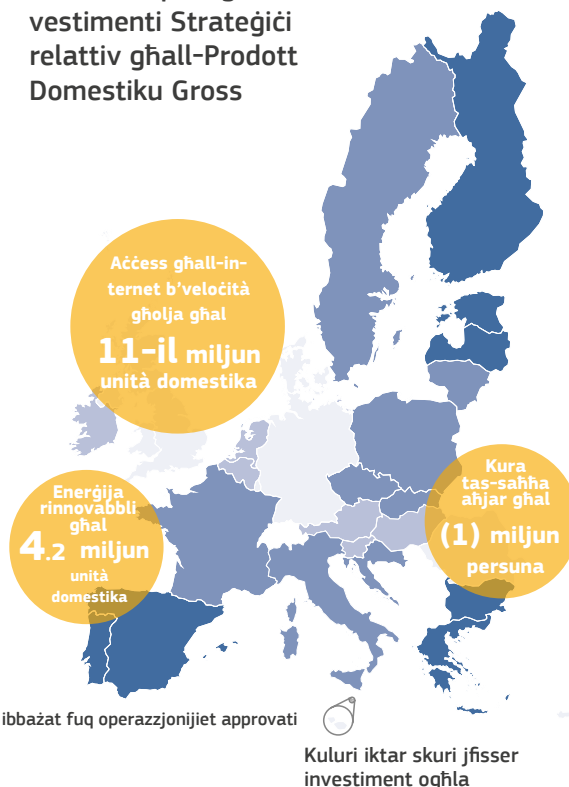 vestimenti Strateġiċi
relattiv għall-Prodott
Domestiku Gross
Aċċess għall-in-
ternet b'veloċità
għolja għal
11-il miljun
unità domestika
Enerġija
rinnovabbli
għal
4.2 miljun
unità
domestika
Kura
tas-saħħa
aħjar għal
(1) miljun
persuna
ibbażat fuq operazzjonijiet approvati
Kuluri iktar skuri jfisser
investiment ogħla